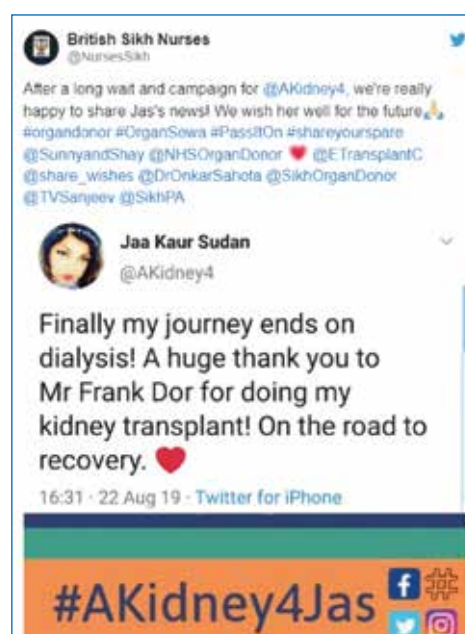 British Sikh Nurses
@NursesSikh
After a long wait and campaign for @AKidney4, we're really
happy to share Jas's news! We wish her well for the future🙏
#organdonor #OrganSewa #PassItOn #shareyourspare
@SunnyandShay @NHSOrganDonor ❤️ @ETransplantC
@share_wishes @DrOnkarSahota @SikhOrganDonor
@TVSanjeev @SikhPA
Jaa Kaur Sudan
@AKidney4
Finally my journey ends on
dialysis! A huge thank you to
Mr Frank Dor for doing my
kidney transplant! On the road to
recovery. ❤️
16:31 · 22 Aug 19 · Twitter for iPhone
#AKidney4Jas